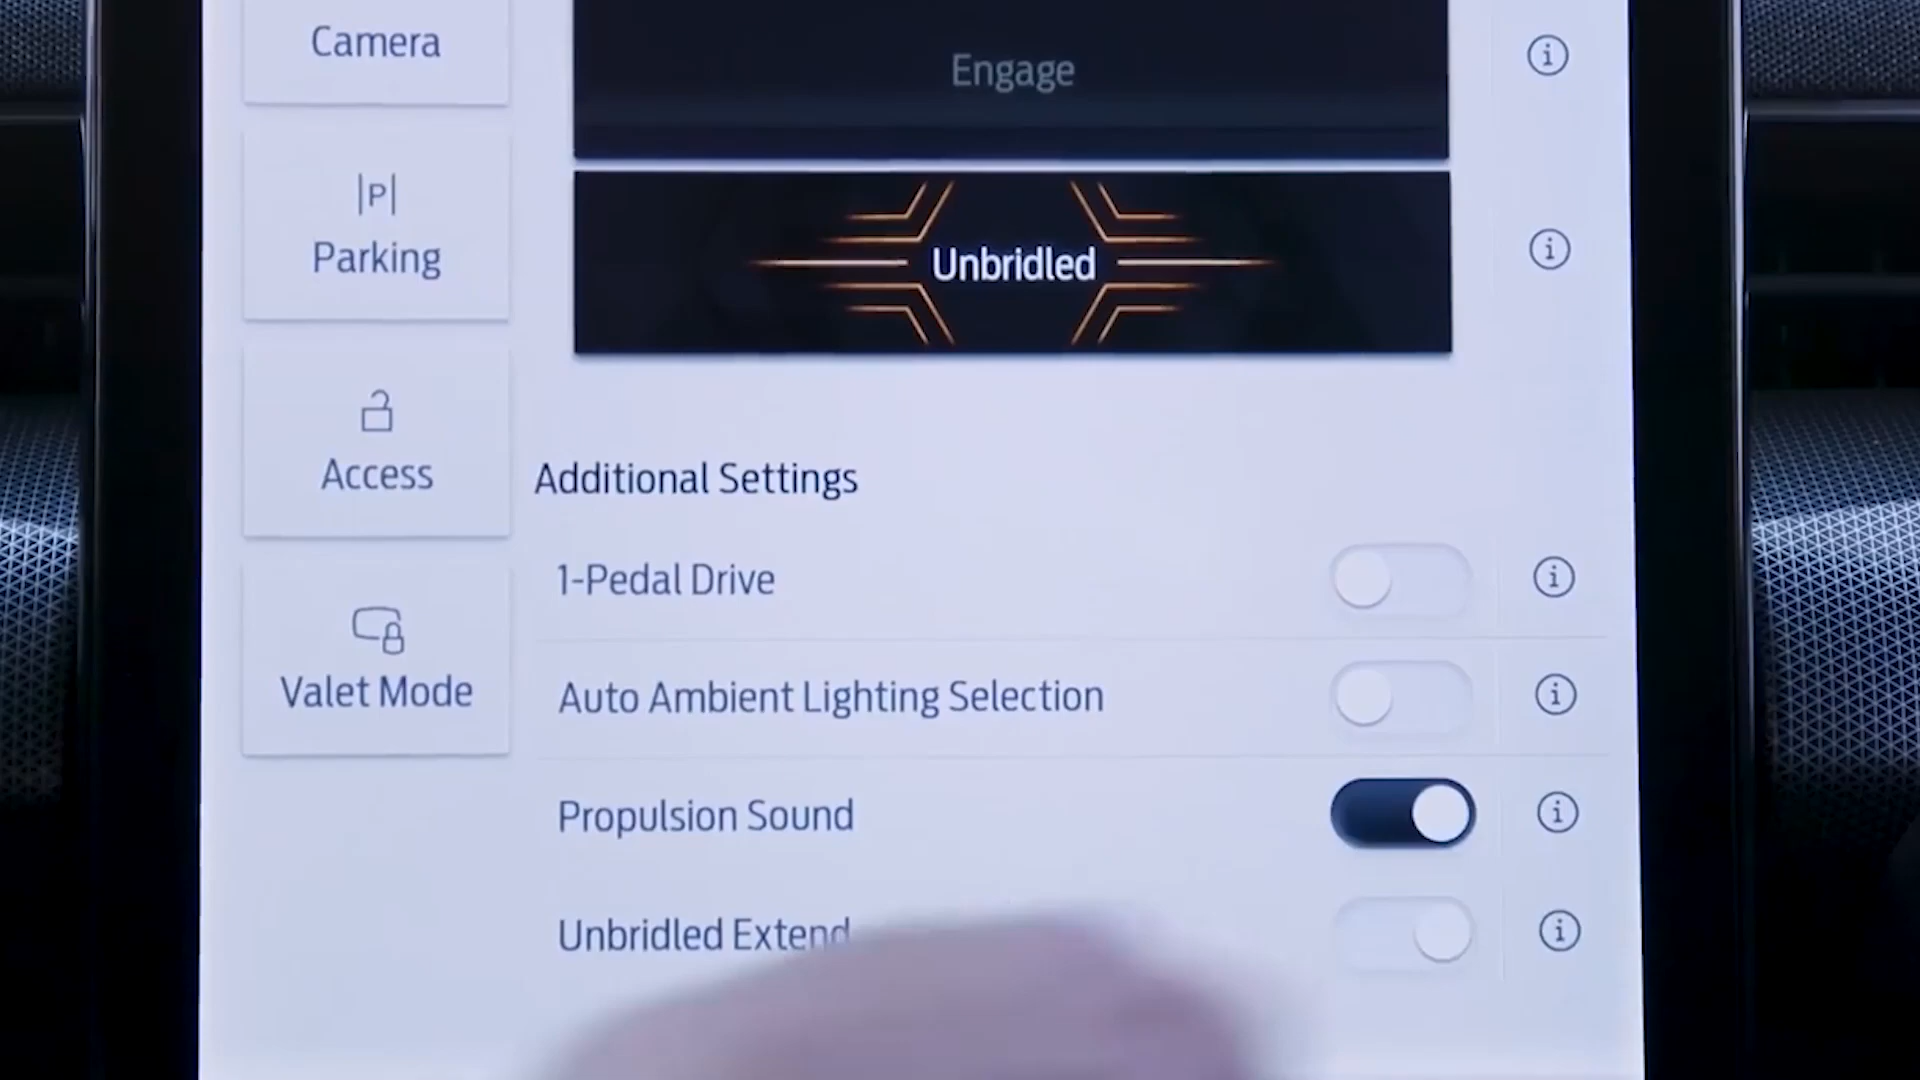 Camera
Engage
|P|
Parking
Unbridled
Access
Additional Settings
1-Pedal Drive
Valet Mode
Auto Ambient Lighting Selection
Propulsion Sound
Unbridled Extend